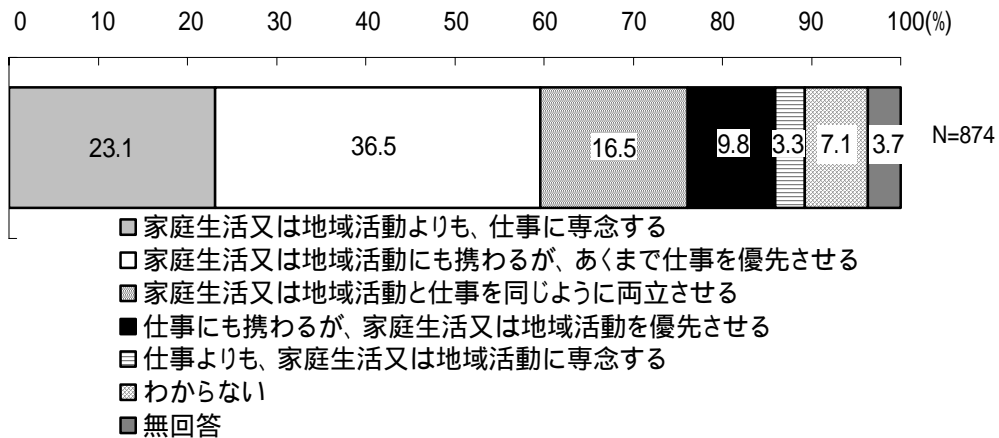 0 10 20 30 40 50 60 70 80 90 100(%)
23.1 36.5 16.5 9.8 3.3 7.1 3.7 N=874
家庭生活又は地域活動よりも、仕事に専念する
家庭生活又は地域活動にも携わるが、あくまで仕事を優先させる
家庭生活又は地域活動と仕事を同じように両立させる
仕事にも携わるが、家庭生活又は地域活動を優先させる
仕事よりも、家庭生活又は地域活動に専念する
わからない
無回答